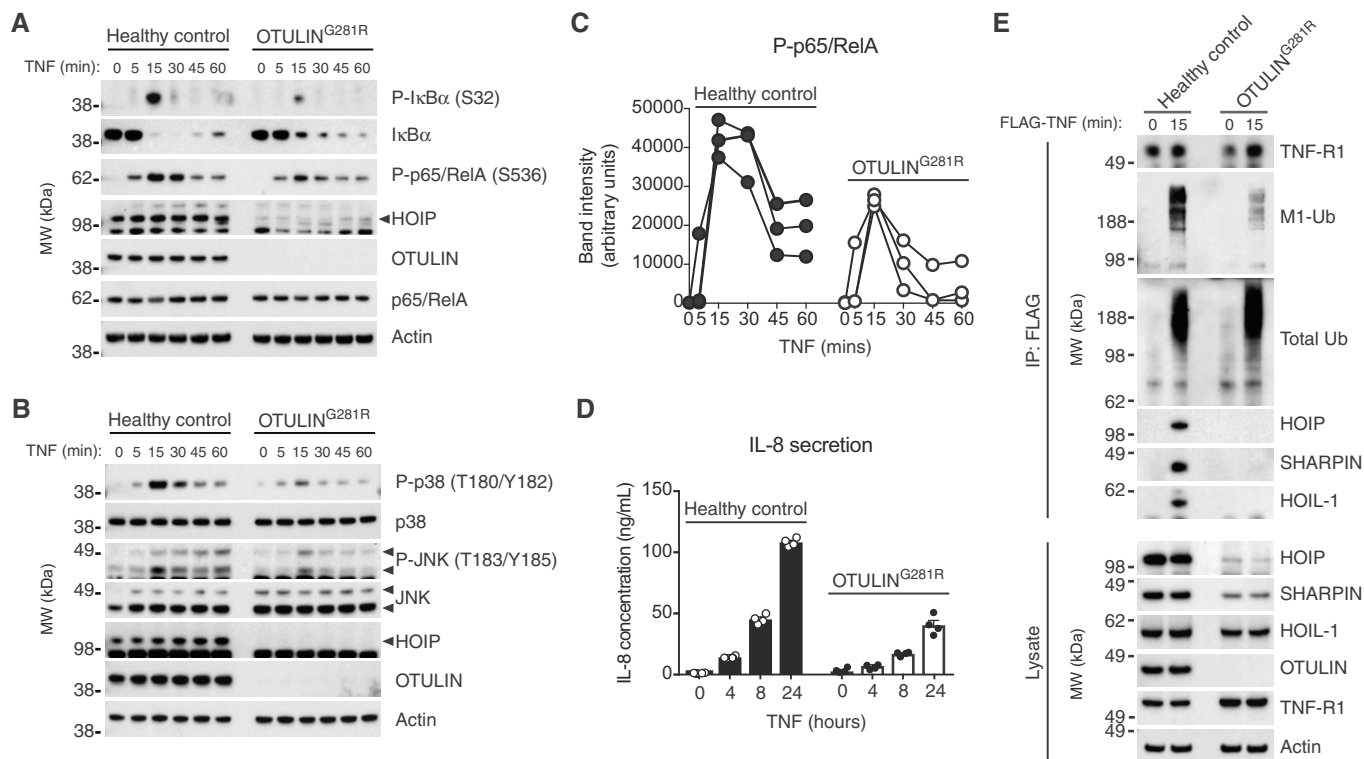 A
Healthy control OTULIN^G281R
TNF (min): 0 5 15 30 45 60 0 5 15 30 45 60
38- P-IκBα (S32)
38- IκBα
62- P-p65/RelA (S536)
98- HOIP
38- OTULIN
62- p65/RelA
38- Actin
MW (kDa)
B
Healthy control OTULIN^G281R
TNF (min): 0 5 15 30 45 60 0 5 15 30 45 60
38- P-p38 (T180/Y182)
38- p38
49- P-JNK (T183/Y185)
49- JNK
98- HOIP
38- OTULIN
38- Actin
MW (kDa)
C
P-p65/RelA
Healthy control
OTULIN^G281R
50000
40000
30000
20000
10000
0
Band intensity
(arbitrary units)
0 5 15 30 45 60 0 5 15 30 45 60
TNF (mins)
D
IL-8 secretion
Healthy control
OTULIN^G281R
150
100
50
0
IL-8 concentration (ng/mL)
0 4 8 24 0 4 8 24
TNF (hours)
E
Healthy control OTULIN^G281R
FLAG-TNF (min): 0 15 0 15
49- TNF-R1
M1-Ub
188-
98-
188- Total Ub
98-
62-
98- HOIP
49- SHARPIN
62- HOIL-1
IP: FLAG
MW (kDa)
98- HOIP
49- SHARPIN
62- HOIL-1
49- OTULIN
TNF-R1
49-
49- Actin
Lysate
MW (kDa)